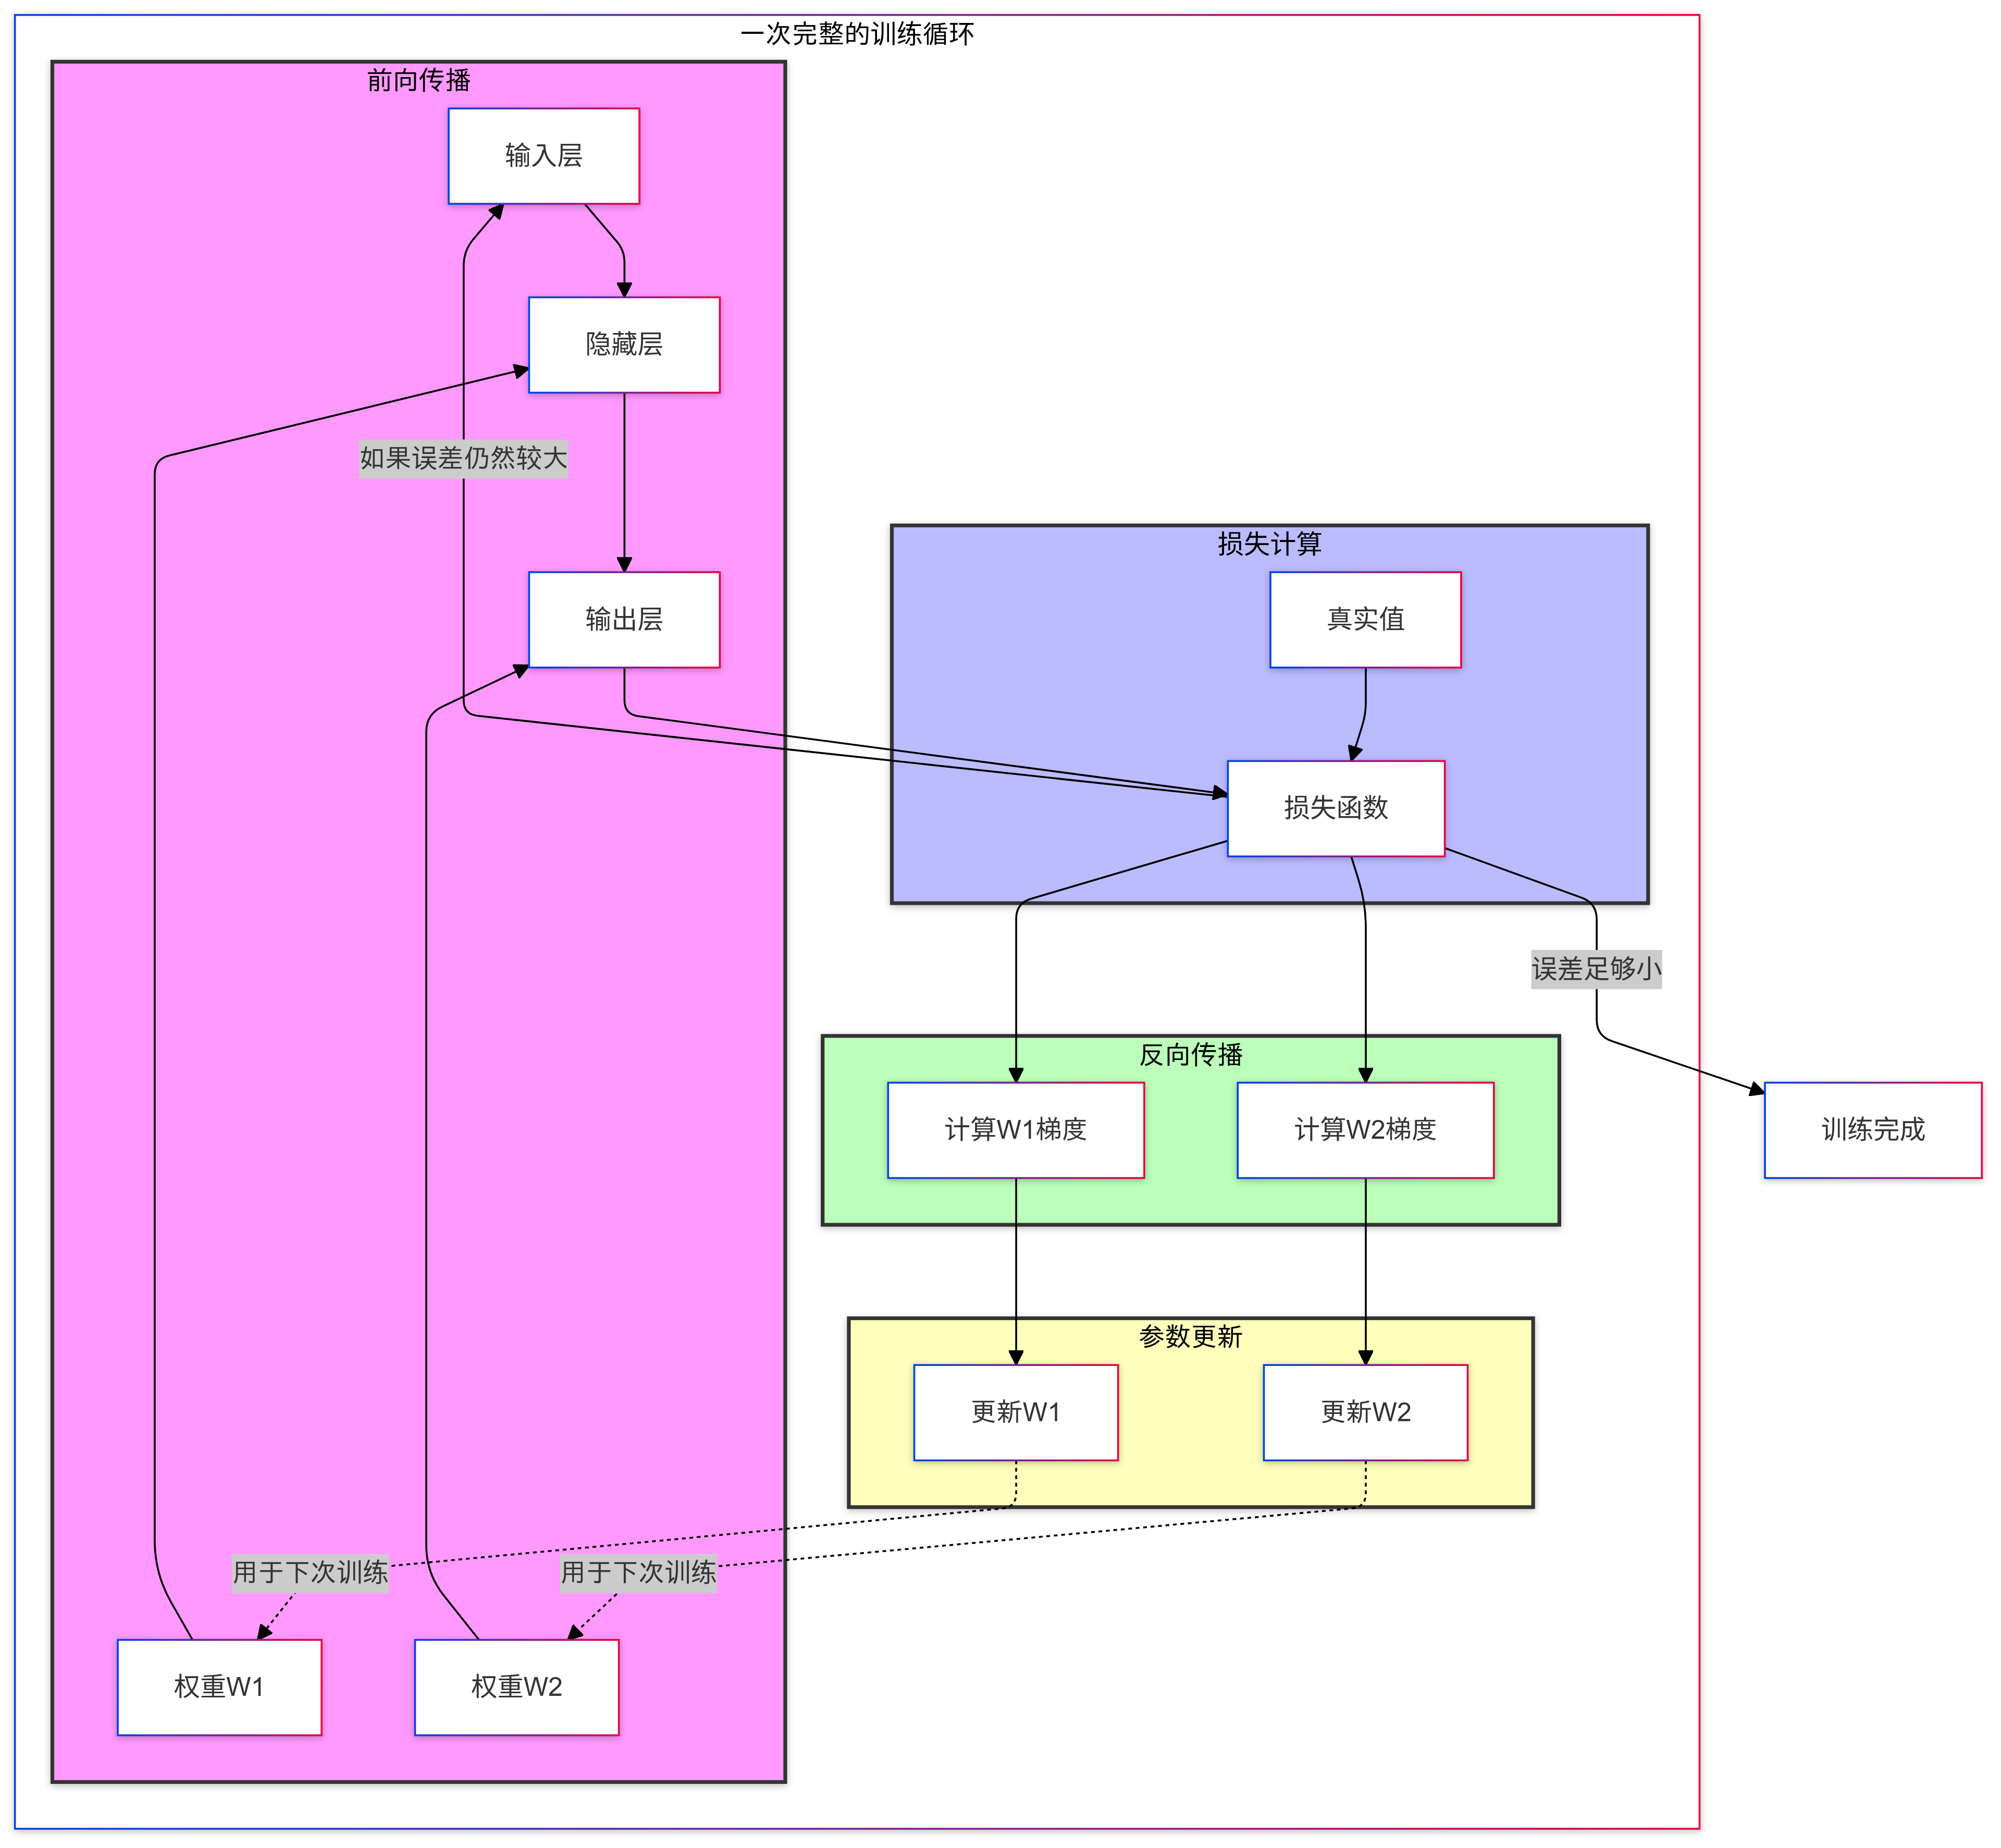 一次完整的训练循环
前向传播
输入层
隐藏层
如果误差仍然较大
输出层
损失计算
真实值
损失函数
误差足够小
反向传播
计算W1梯度
计算W2梯度
训练完成
参数更新
更新W1
更新W2
用于下次训练
用于下次训练
权重W1
权重W2